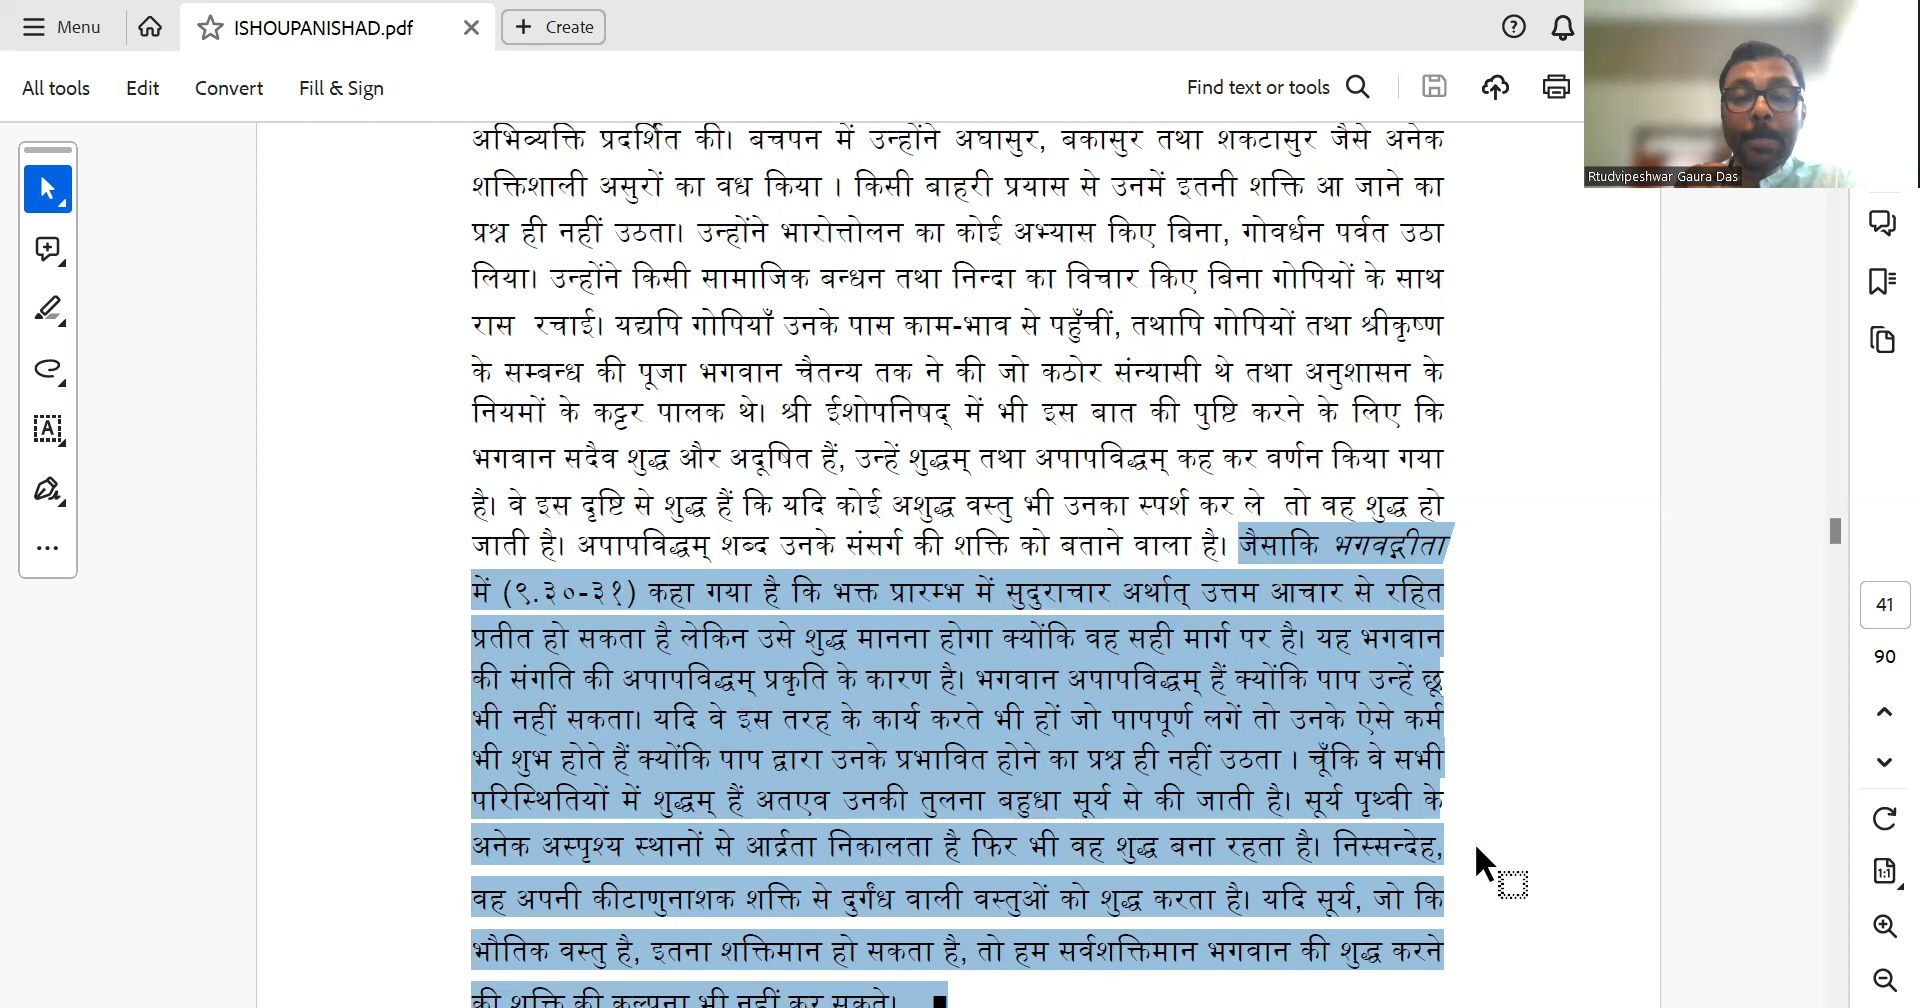 Menu
ISHOUPANISHAD.pdf
Create
All tools
Edit
Convert
Fill & Sign
Find text or tools
Rtudvipeshwar Gaura Das
अभिव्यक्ति प्रदर्शित की। बचपन में उन्होंने अघासुर, बकासुर तथा शकटासुर जैसे अनेक
शक्तिशाली असुरों का वध किया । किसी बाहरी प्रयास से उनमें इतनी शक्ति आ जाने का
प्रश्न ही नहीं उठता। उन्होंने भारोत्तोलन का कोई अभ्यास किए बिना, गोवर्धन पर्वत उठा
लिया। उन्होंने किसी सामाजिक बन्धन तथा निन्दा का विचार किए बिना गोपियों के साथ
रास रचाई। यद्यपि गोपियाँ उनके पास काम-भाव से पहुँचीं, तथापि गोपियों तथा श्रीकृष्ण
के सम्बन्ध की पूजा भगवान चैतन्य तक ने की जो कठोर संन्यासी थे तथा अनुशासन के
नियमों के कट्टर पालक थे। श्री ईशोपनिषद् में भी इस बात की पुष्टि करने के लिए कि
भगवान सदैव शुद्ध और अदूषित हैं, उन्हें शुद्धम् तथा अपापविद्धम् कह कर वर्णन किया गया
है। वे इस दृष्टि से शुद्ध हैं कि यदि कोई अशुद्ध वस्तु भी उनका स्पर्श कर ले तो वह शुद्ध हो
जाती है। अपापविद्धम् शब्द उनके संसर्ग की शक्ति को बताने वाला है। जैसाकि भगवद्गीता
में (९.३०-३१) कहा गया है कि भक्त प्रारम्भ में सुदुराचार अर्थात् उत्तम आचार से रहित
प्रतीत हो सकता है लेकिन उसे शुद्ध मानना होगा क्योंकि वह सही मार्ग पर है। यह भगवान
की संगति की अपापविद्धम् प्रकृति के कारण है। भगवान अपापविद्धम् हैं क्योंकि पाप उन्हें छू
भी नहीं सकता। यदि वे इस तरह के कार्य करते भी हों जो पापपूर्ण लगें तो उनके ऐसे कर्म
भी शुभ होते हैं क्योंकि पाप द्वारा उनके प्रभावित होने का प्रश्न ही नहीं उठता । चूँकि वे सभी
परिस्थितियों में शुद्धम् हैं अतएव उनकी तुलना बहुधा सूर्य से की जाती है। सूर्य पृथ्वी के
अनेक अस्पृश्य स्थानों से आर्द्रता निकालता है फिर भी वह शुद्ध बना रहता है। निस्सन्देह,
वह अपनी कीटाणुनाशक शक्ति से दुर्गंध वाली वस्तुओं को शुद्ध करता है। यदि सूर्य, जो कि
भौतिक वस्तु है, इतना शक्तिमान हो सकता है, तो हम सर्वशक्तिमान भगवान की शुद्ध करने
की शक्ति की कल्पना भी नहीं कर सकते।
41
90
1:1